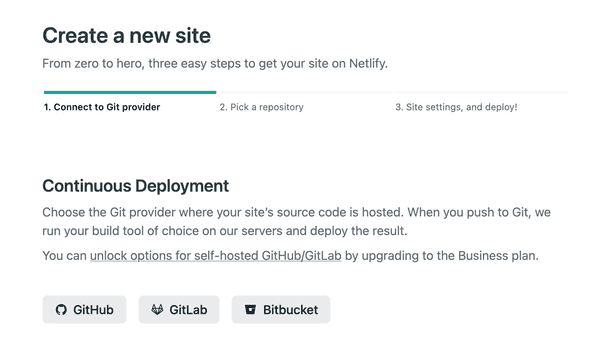 Create a new site
From zero to hero, three easy steps to get your site on Netlify.
1. Connect to Git provider
2. Pick a repository
3. Site settings, and deploy!
Continuous Deployment
Choose the Git provider where your site's source code is hosted. When you push to Git, we
run your build tool of choice on our servers and deploy the result.
You can unlock options for self-hosted GitHub/GitLab by upgrading to the Business plan.
GitHub
GitLab
Bitbucket